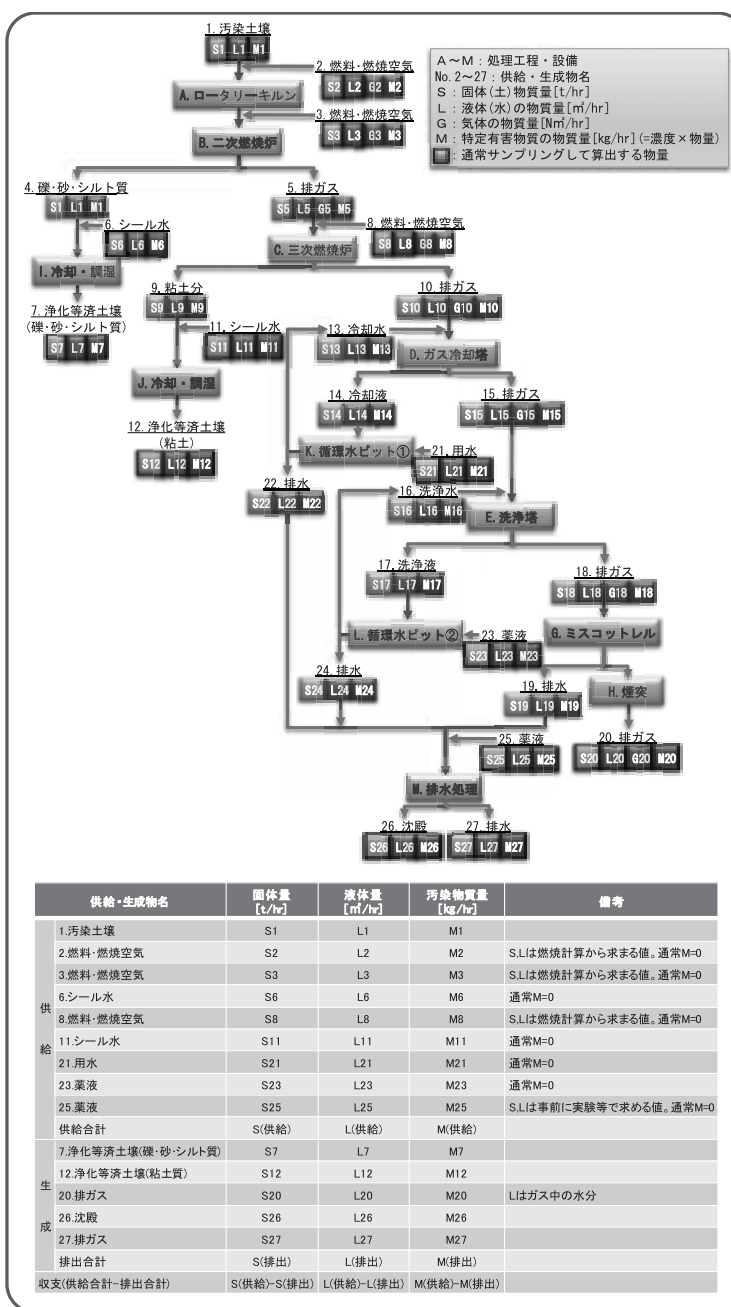 1. 汚染土壌
S1 L1 M1
2. 燃料・燃焼空気
S2 L2 G2 M2
A. ロータリーキルン
3. 燃料・燃焼空気
S3 L3 G3 M3
B. 二次燃焼炉
A～M : 処理工程・設備
No. 2～27 : 供給・生成物名
S : 固体(土)物質量[t/hr]
L : 液体(水)の物質量[㎥/hr]
G : 気体の物質量[N㎥/hr]
M : 特定有害物質の物質量[kg/hr] (=濃度×物量)
: 通常サンプリングして算出する物量
4. 礫・砂・シルト質
S1 L1 M1
5. 排ガス
S5 L5 G5 M5
6. シール水
S6 L6 M6
8. 燃料・燃焼空気
S8 L8 G8 M8
C. 三次燃焼炉
I. 冷却・調湿
7. 浄化等済土壌
(礫・砂・シルト質)
S7 L7 M7
9. 粘土分
S9 L9 M9
10. 排ガス
S10 L10 G10 M10
11. シール水
S11 L11 M11
13. 冷却水
S13 L13 M13
D. ガス冷却塔
J. 冷却・調湿
12. 浄化等済土壌
(粘土)
S12 L12 M12
14. 冷却液
S14 L14 M14
15. 排ガス
S15 L15 G15 M15
K. 循環水ピット①
21. 用水
S21 L21 M21
22. 排水
S22 L22 M22
16. 洗浄水
S16 L16 M16
E. 洗浄塔
17. 洗浄液
S17 L17 M17
18. 排ガス
S18 L18 G18 M18
L. 循環水ピット②
23. 薬液
S23 L23 M23
G. ミスコットレル
24. 排水
S24 L24 M24
19. 排水
S19 L19 M19
H. 煙突
20. 排ガス
S20 L20 G20 M20
25. 薬液
S25 L25 M25
M. 排水処理
26. 沈殿
S26 L26 M26
27. 排水
S27 L27 M27
供給・生成物名 固体量[t/hr] 液体量[㎥/hr] 汚染物質量[kg/hr] 備考
供給
1.汚染土壌 S1 L1 M1
2.燃料・燃焼空気 S2 L2 M2 S,Lは燃焼計算から求まる値。通常M=0
3.燃料・燃焼空気 S3 L3 M3 S,Lは燃焼計算から求まる値。通常M=0
6.シール水 S6 L6 M6 通常M=0
8.燃料・燃焼空気 S8 L8 M8 S,Lは燃焼計算から求まる値。通常M=0
11.シール水 S11 L11 M11 通常M=0
21.用水 S21 L21 M21 通常M=0
23.薬液 S23 L23 M23 通常M=0
25.薬液 S25 L25 M25 S,Lは事前に実験等で求める値。通常M=0
供給合計 S(供給) L(供給) M(供給)
生成
7.浄化等済土壌(礫・砂・シルト質) S7 L7 M7
12.浄化等済土壌(粘土質) S12 L12 M12
20.排ガス S20 L20 M20 Lはガス中の水分
26.沈殿 S26 L26 M26
27.排ガス S27 L27 M27
排出合計 S(排出) L(排出) M(排出)
収支(供給合計-排出合計) S(供給)-S(排出) L(供給)-L(排出) M(供給)-M(排出)